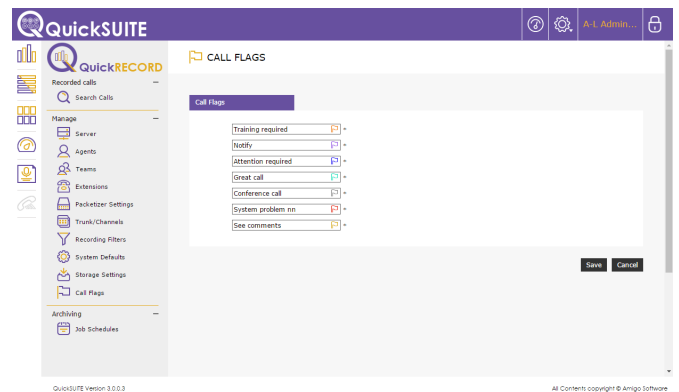 QuickSUITE
A-L Admin...
QuickRECORD
CALL FLAGS
Recorded calls
Search Calls
Manage
Server
Agents
Teams
Extensions
Packetizer Settings
Trunk/Channels
Recording Filters
System Defaults
Storage Settings
Call Flags
Archiving
Job Schedules
Call Flags
Training required *
Notify *
Attention required *
Great call *
Conference call *
System problem nn *
See comments *
Save Cancel
QuickSUITE Version 3.0.0.3
All Contents copyright © Amigo Software